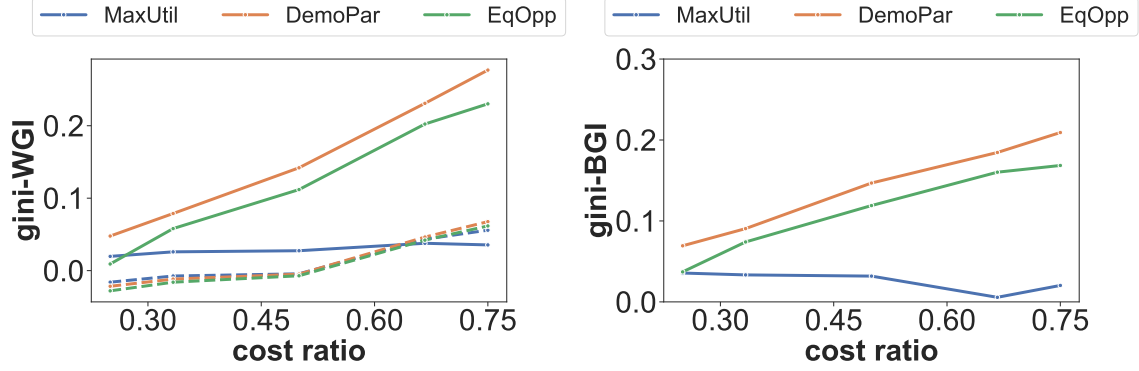 MaxUtil DemoPar EqOpp
gini-WGI
0.2
0.1
0.0
0.30 0.45 0.60 0.75
cost ratio
MaxUtil DemoPar EqOpp
gini-BGI
0.3
0.2
0.1
0.0
0.30 0.45 0.60 0.75
cost ratio